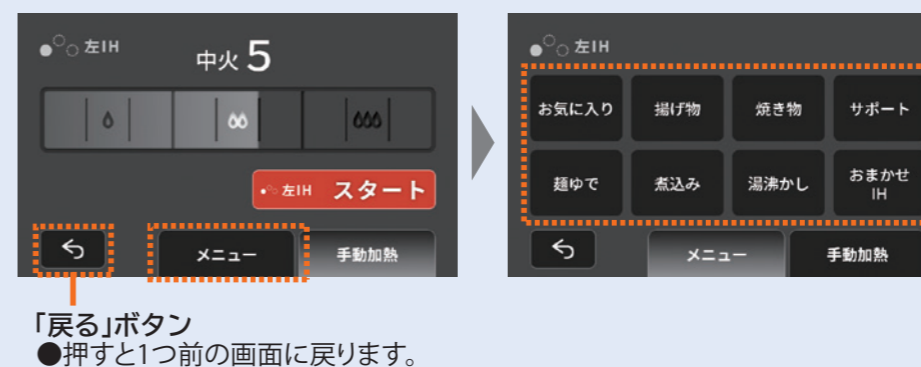 左IH
中火 5
左IH スタート
メニュー
手動加熱
左IH
お気に入り
揚げ物
焼き物
サポート
麺ゆで
煮込み
湯沸かし
おまかせ
IH
メニュー
手動加熱
「戻る」ボタン
●押すと1つ前の画面に戻ります。